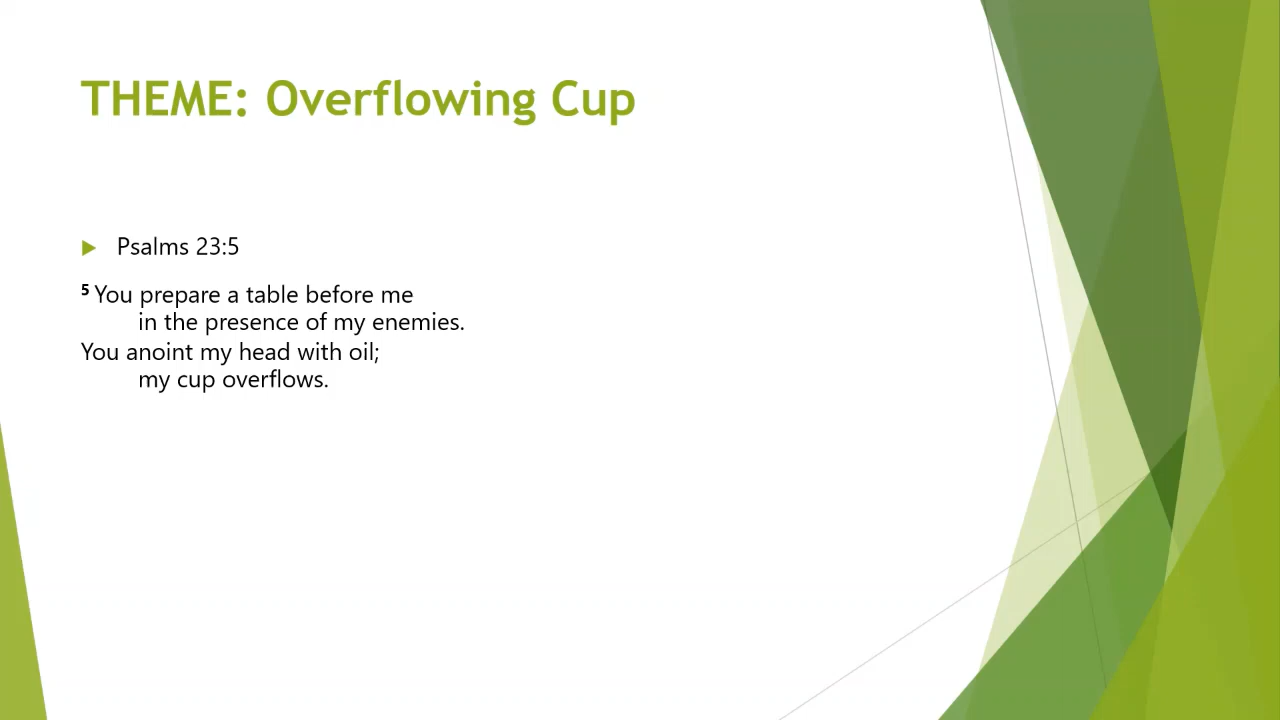 THEME: Overflowing Cup
Psalms 23:5
5 You prepare a table before me
in the presence of my enemies.
You anoint my head with oil;
my cup overflows.